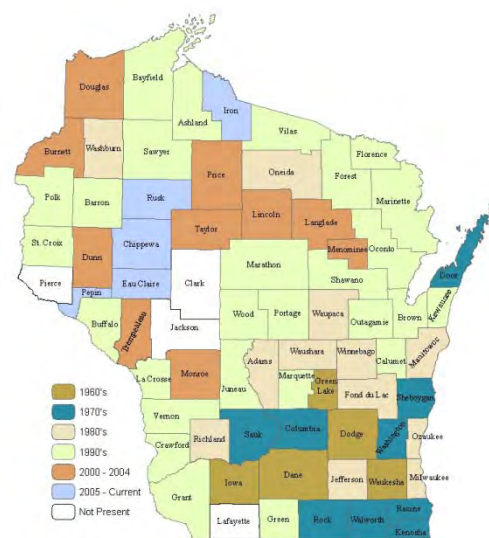 Douglas
Bayfield
Iron
Ashland
Vilas
Burnett
Washburn
Sawyer
Price
Oneida
Florence
Forest
Marinette
Polk
Barron
Rusk
Taylor
Lincoln
Langlade
Menominee
Oconto
St. Croix
Dunn
Chippewa
Clark
Marathon
Shawano
Door
Pierce
Pepin
Eau Claire
Buffalo
Trempealeau
Jackson
Wood
Portage
Waupaca
Outagamie
Brown
Kewaunee
La Crosse
Monroe
Juneau
Adams
Waushara
Winnebago
Calumet
Manitowoc
Marquette
Green
Lake
Fond du Lac
Sheboygan
Vernon
Crawford
Richland
Sauk
Columbia
Dodge
Washington
Ozaukee
Grant
Iowa
Dane
Jefferson
Waukesha
Milwaukee
Lafayette
Green
Rock
Walworth
Racine
Kenosha
1960's
1970's
1980's
1990's
2000 - 2004
2005 - Current
Not Present